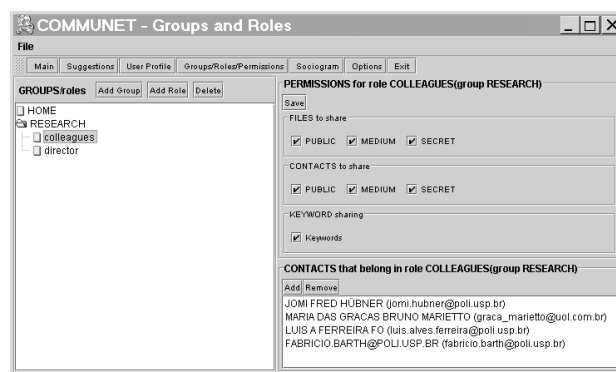 COMMUNET - Groups and Roles
File
Main Suggestions User Profile Groups/Roles/Permissions Sociogram Options Exit
GROUPS/roles Add Group Add Role Delete
HOME
RESEARCH
colleagues
director
PERMISSIONS for role COLLEAGUES(group RESEARCH)
Save
FILES to share
PUBLIC MEDIUM SECRET
CONTACTS to share
PUBLIC MEDIUM SECRET
KEYWORD sharing
Keywords
CONTACTS that belong in role COLLEAGUES(group RESEARCH)
Add Remove
JOMI FRED HÜBNER (jomi.hubner@poli.usp.br)
MARIA DAS GRACAS BRUNO MARIETTO (graca_marietto@uol.com.br)
LUIS A FERREIRA FO (luis.alves.ferreira@poli.usp.br)
FABRICIO.BARTH@POLI.USP.BR (fabricio.barth@poli.usp.br)